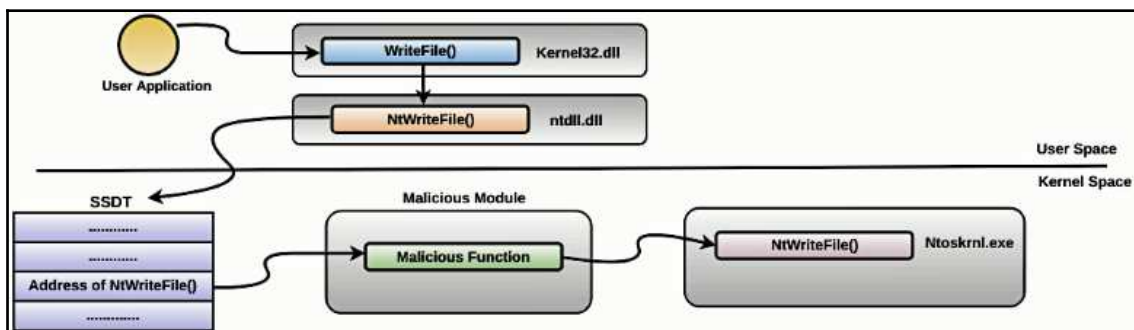 WriteFile()
Kernel32.dll
User Application
NtWriteFile()
ntdll.dll
User Space
Kernel Space
SSDT
Malicious Module
............
............
NtWriteFile()
Ntoskrnl.exe
Malicious Function
Address of NtWriteFile()
.............